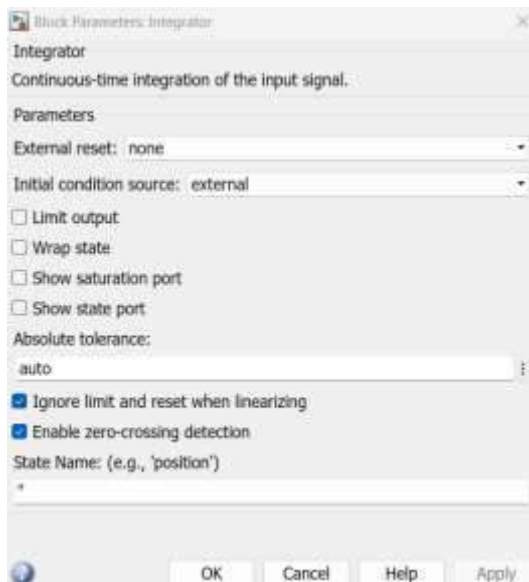 Block Parameters: Integrator
Integrator
Continuous-time integration of the input signal.
Parameters
External reset: none
Initial condition source: external
Limit output
Wrap state
Show saturation port
Show state port
Absolute tolerance:
auto
Ignore limit and reset when linearizing
Enable zero-crossing detection
State Name: (e.g., 'position')
OK Cancel Help Apply